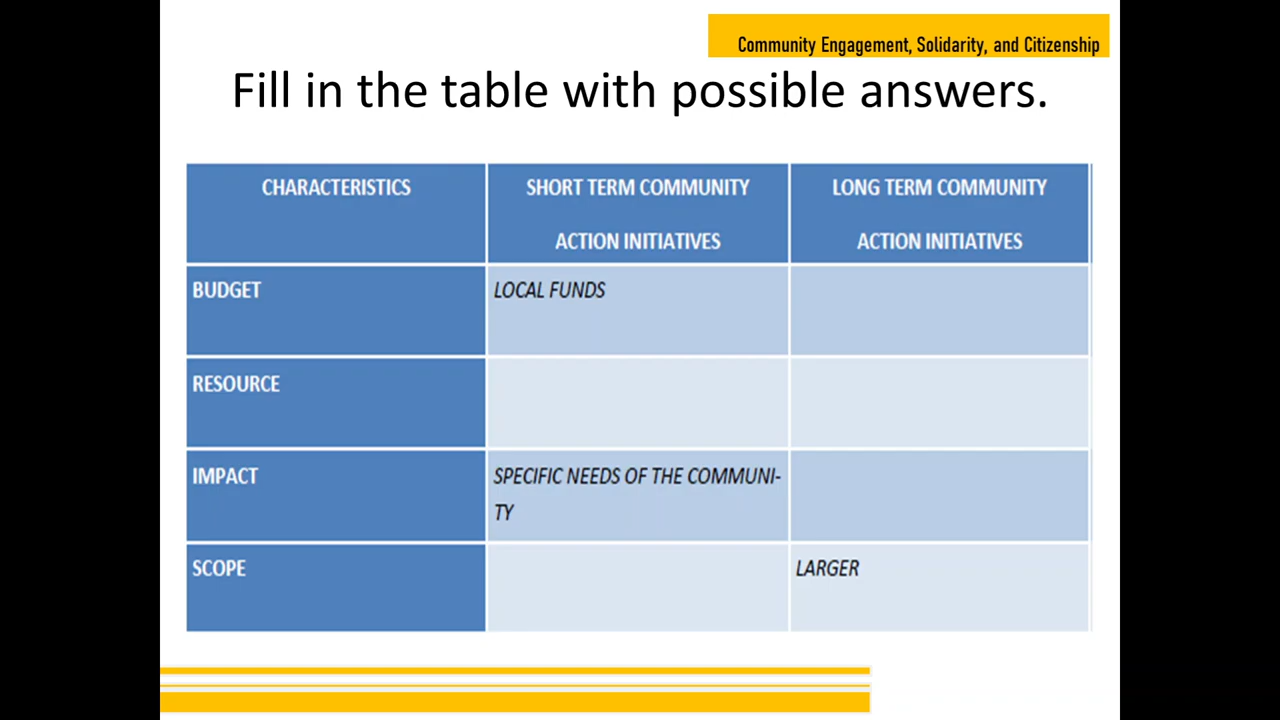 Community Engagement, Solidarity, and Citizenship
Fill in the table with possible answers.
CHARACTERISTICS
SHORT TERM COMMUNITY
ACTION INITIATIVES
LONG TERM COMMUNITY
ACTION INITIATIVES
BUDGET
LOCAL FUNDS
RESOURCE
IMPACT
SPECIFIC NEEDS OF THE COMMUNI-
TY
SCOPE
LARGER